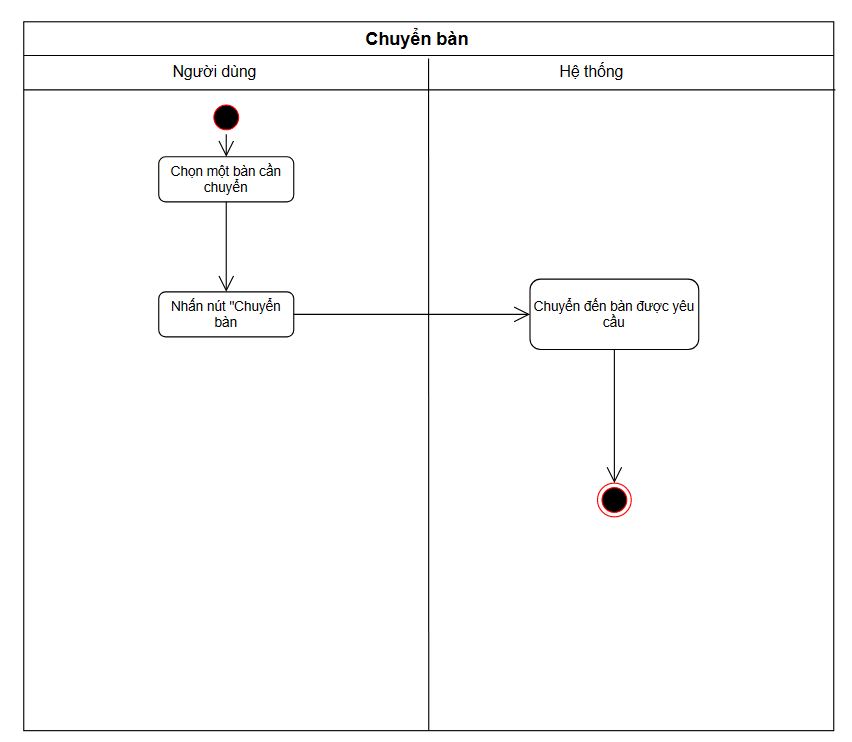 Chuyển bàn
Người dùng
Hệ thống
Chọn một bàn cần
chuyển
Nhấn nút "Chuyển
bàn
Chuyển đến bàn được yêu
cầu